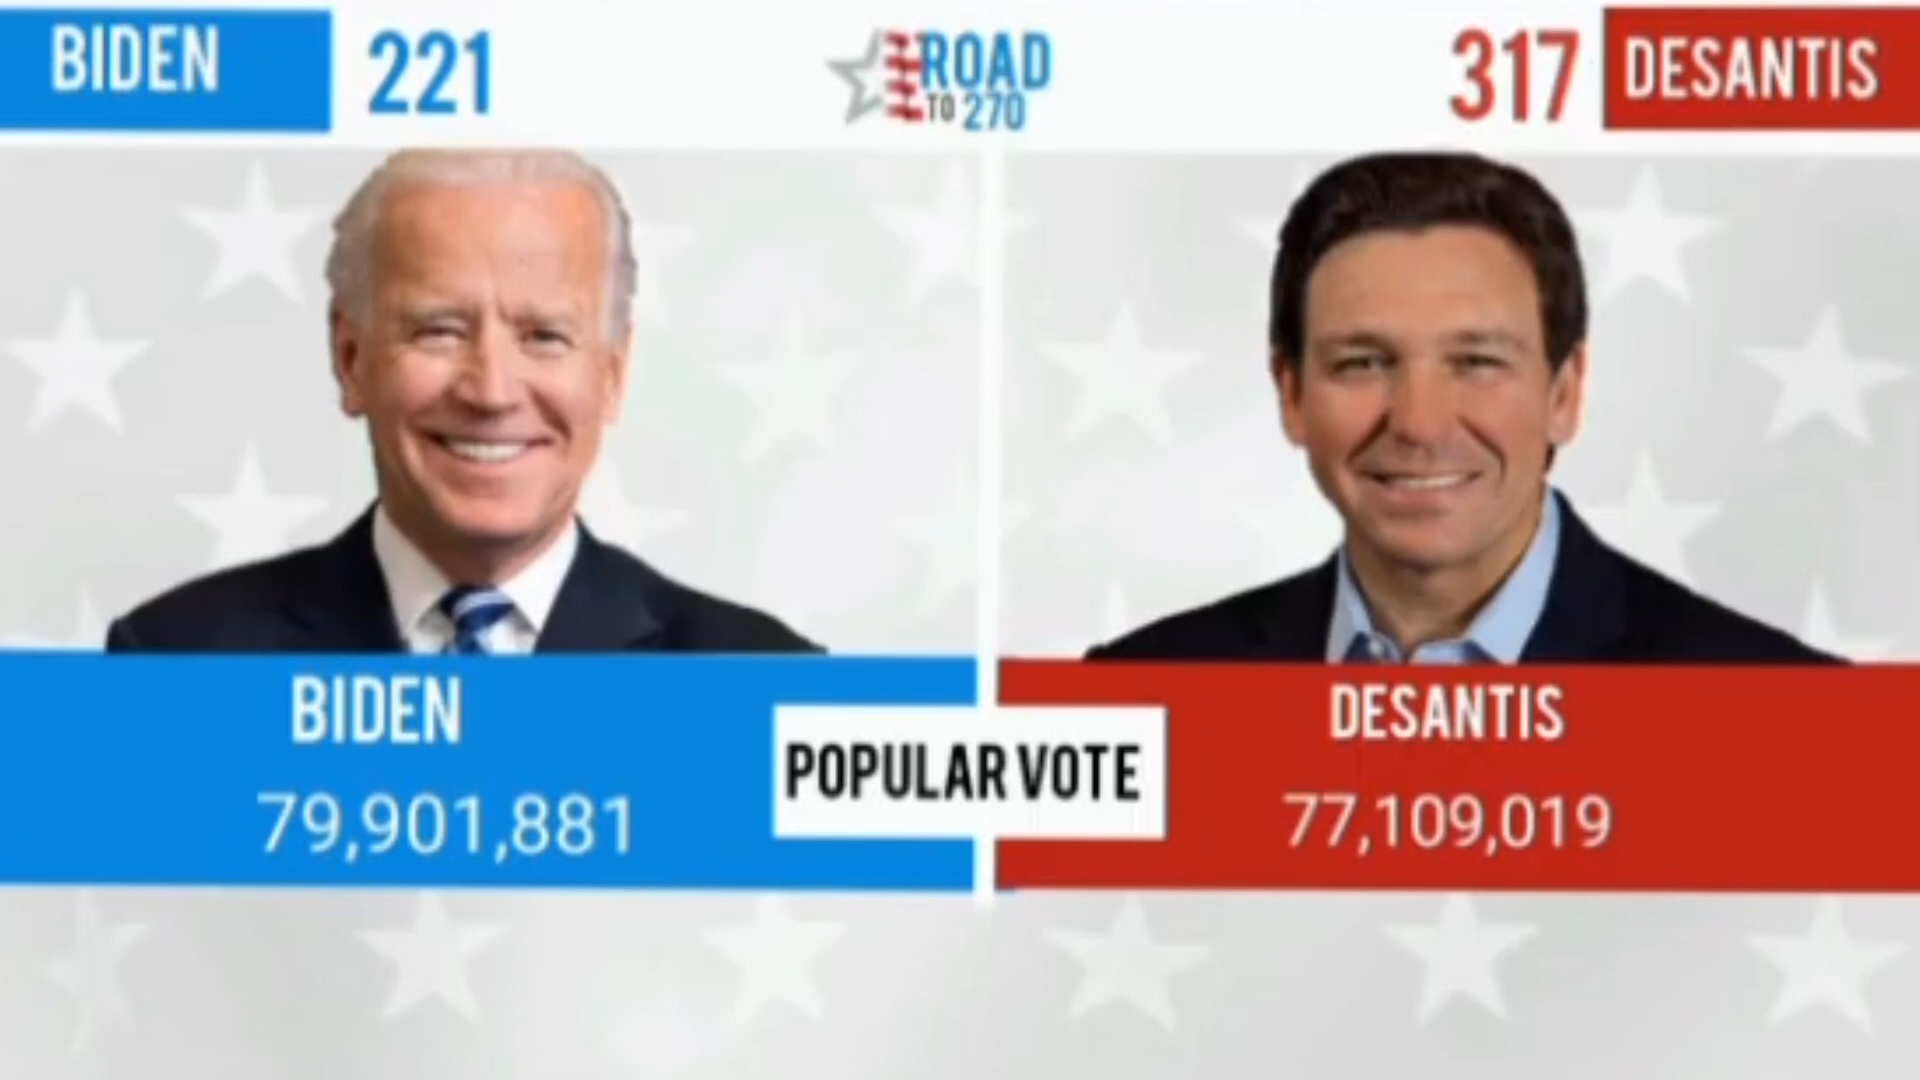 BIDEN
221
ROAD
TO 270
317
DESANTIS
BIDEN
79,901,881
POPULAR VOTE
DESANTIS
77,109,019